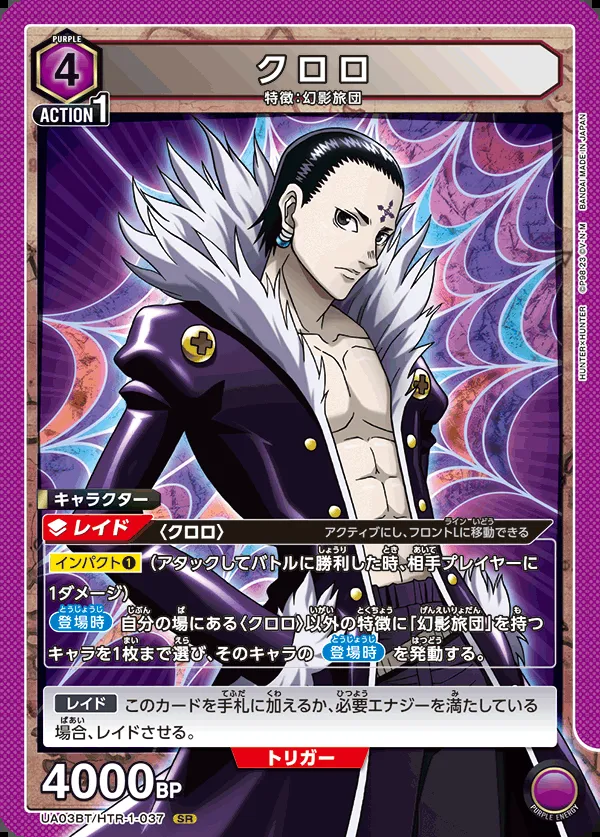 PURPLE
4
クロロ
特徴:幻影旅団
ACTION 1
BANDAI MADE IN JAPAN
©P98-23 ©V・N・M
HUNTER×HUNTER
キャラクター
レイド 〈クロロ〉 アクティブにし、フロントLに移動できる
インパクト❶ (アタックしてバトルに勝利した時、相手プレイヤーに
1ダメージ)
登場時 自分の場にある〈クロロ〉以外の特徴に「幻影旅団」を持つ
キャラを1枚まで選び、そのキャラの 登場時 を発動する。
レイド このカードを手札に加えるか、必要エナジーを満たしている
場合、レイドさせる。
トリガー
4000BP
UA03BT/HTR-1-037 SR
PURPLE ENERGY